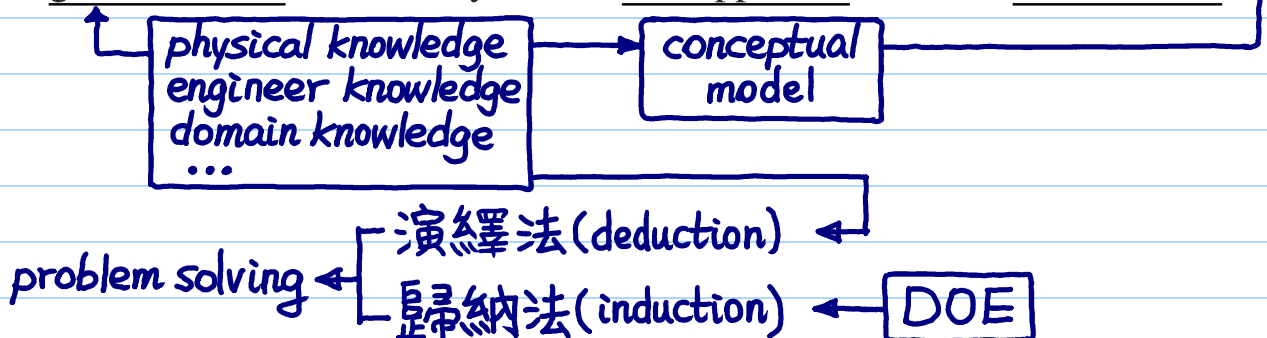 physical knowledge
engineer knowledge
domain knowledge
...
conceptual
model
演繹法(deduction)
problem solving
歸納法(induction)
DOE